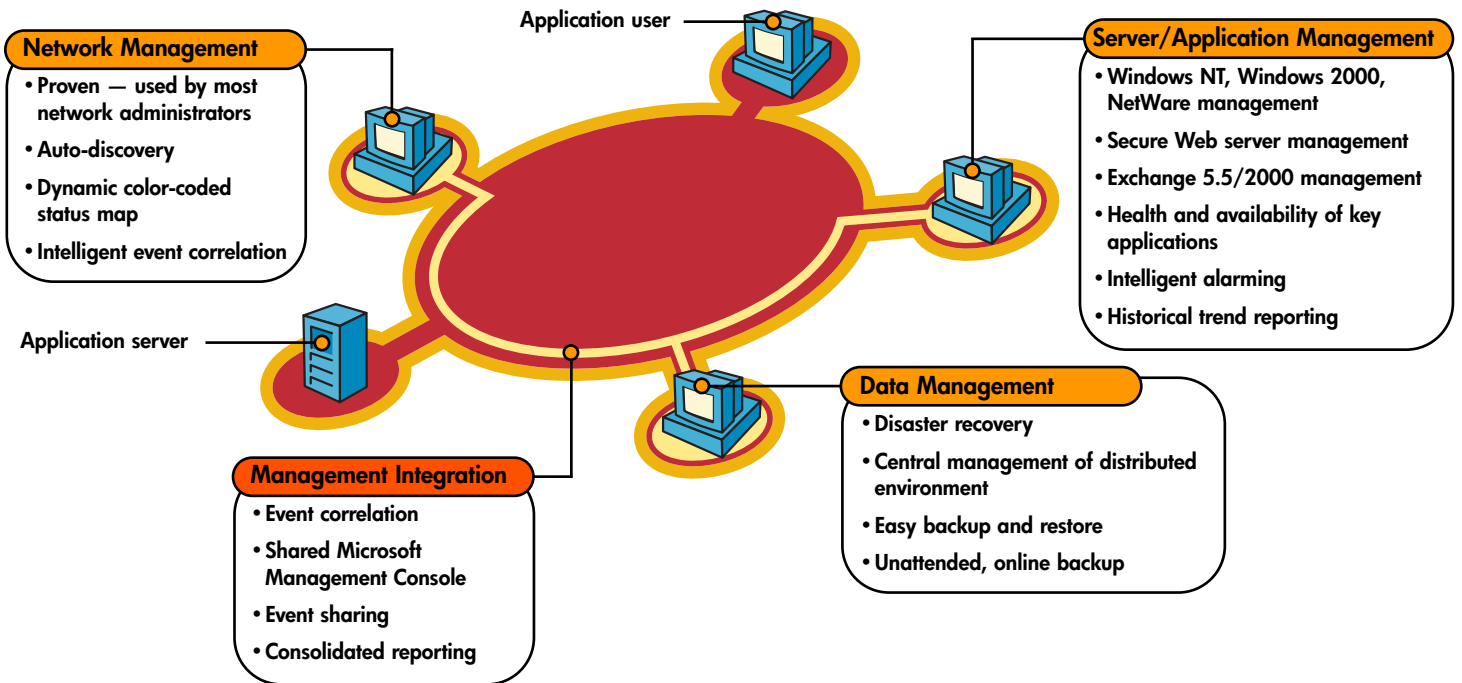 Application user
Network Management
• Proven — used by most
network administrators
• Auto-discovery
• Dynamic color-coded
status map
• Intelligent event correlation
Server/Application Management
• Windows NT, Windows 2000,
NetWare management
• Secure Web server management
• Exchange 5.5/2000 management
• Health and availability of key
applications
• Intelligent alarming
• Historical trend reporting
Application server
Data Management
• Disaster recovery
• Central management of distributed
environment
• Easy backup and restore
• Unattended, online backup
Management Integration
• Event correlation
• Shared Microsoft
Management Console
• Event sharing
• Consolidated reporting